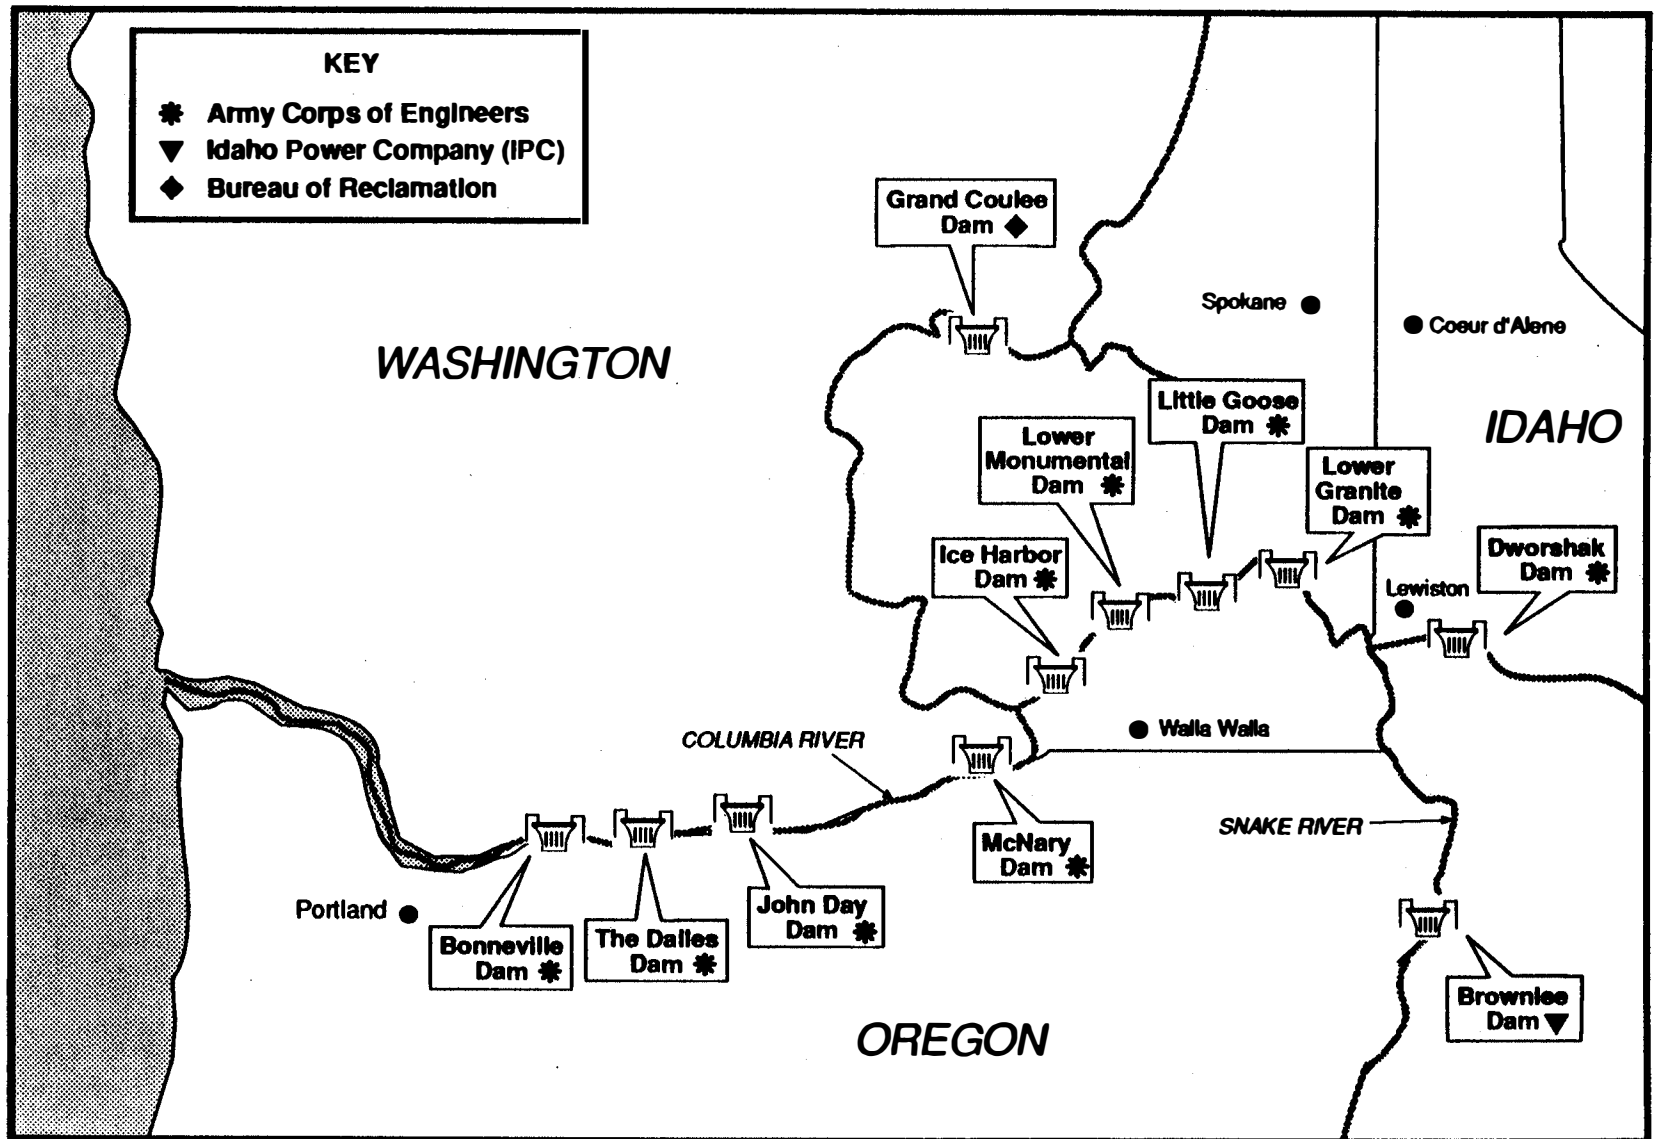 KEY
Army Corps of Engineers
Idaho Power Company (IPC)
Bureau of Reclamation
Grand Coulee
Dam
Spokane
Coeur d'Alene
WASHINGTON
IDAHO
Little Goose
Dam
Lower
Monumental
Dam
Lower
Granite
Dam
Ice Harbor
Dam
Dworshak
Dam
Lewiston
Walla Walla
COLUMBIA RIVER
SNAKE RIVER
McNary
Dam
John Day
Dam
The Dalles
Dam
Bonneville
Dam
Portland
Brownlee
Dam
OREGON